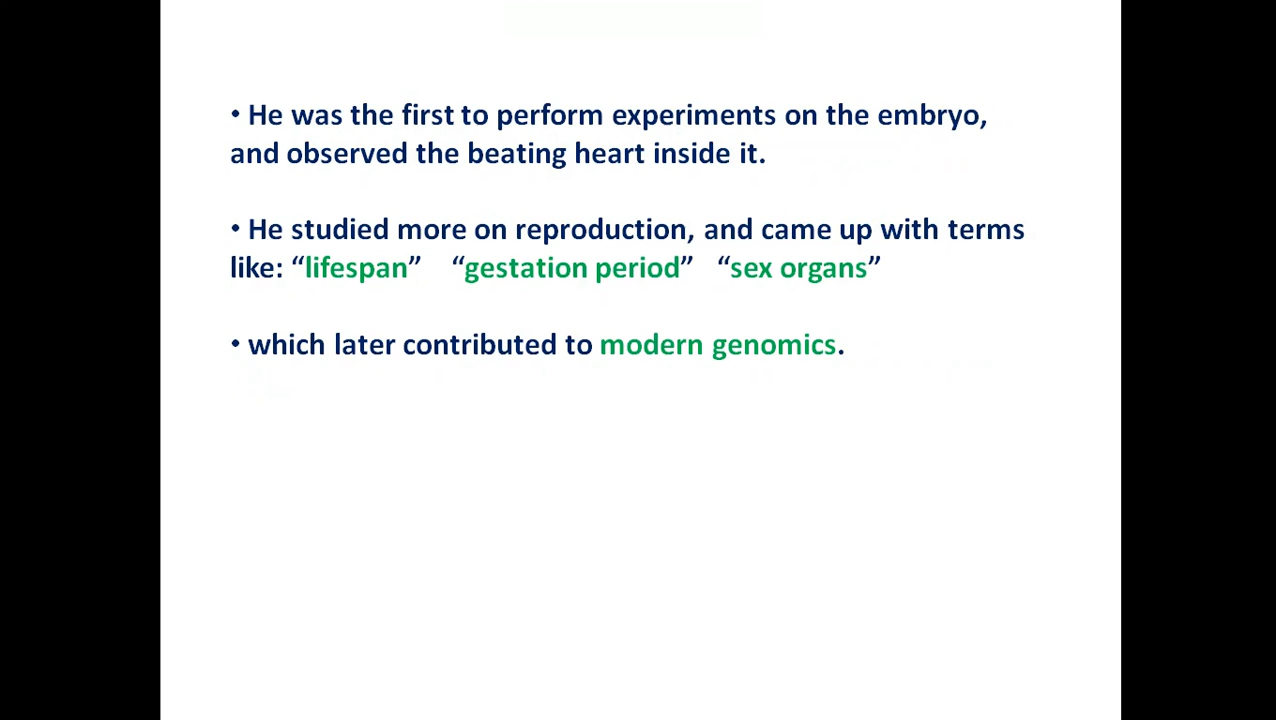 • He was the first to perform experiments on the embryo,
and observed the beating heart inside it.
• He studied more on reproduction, and came up with terms
like: “lifespan” “gestation period” “sex organs”
• which later contributed to modern genomics.